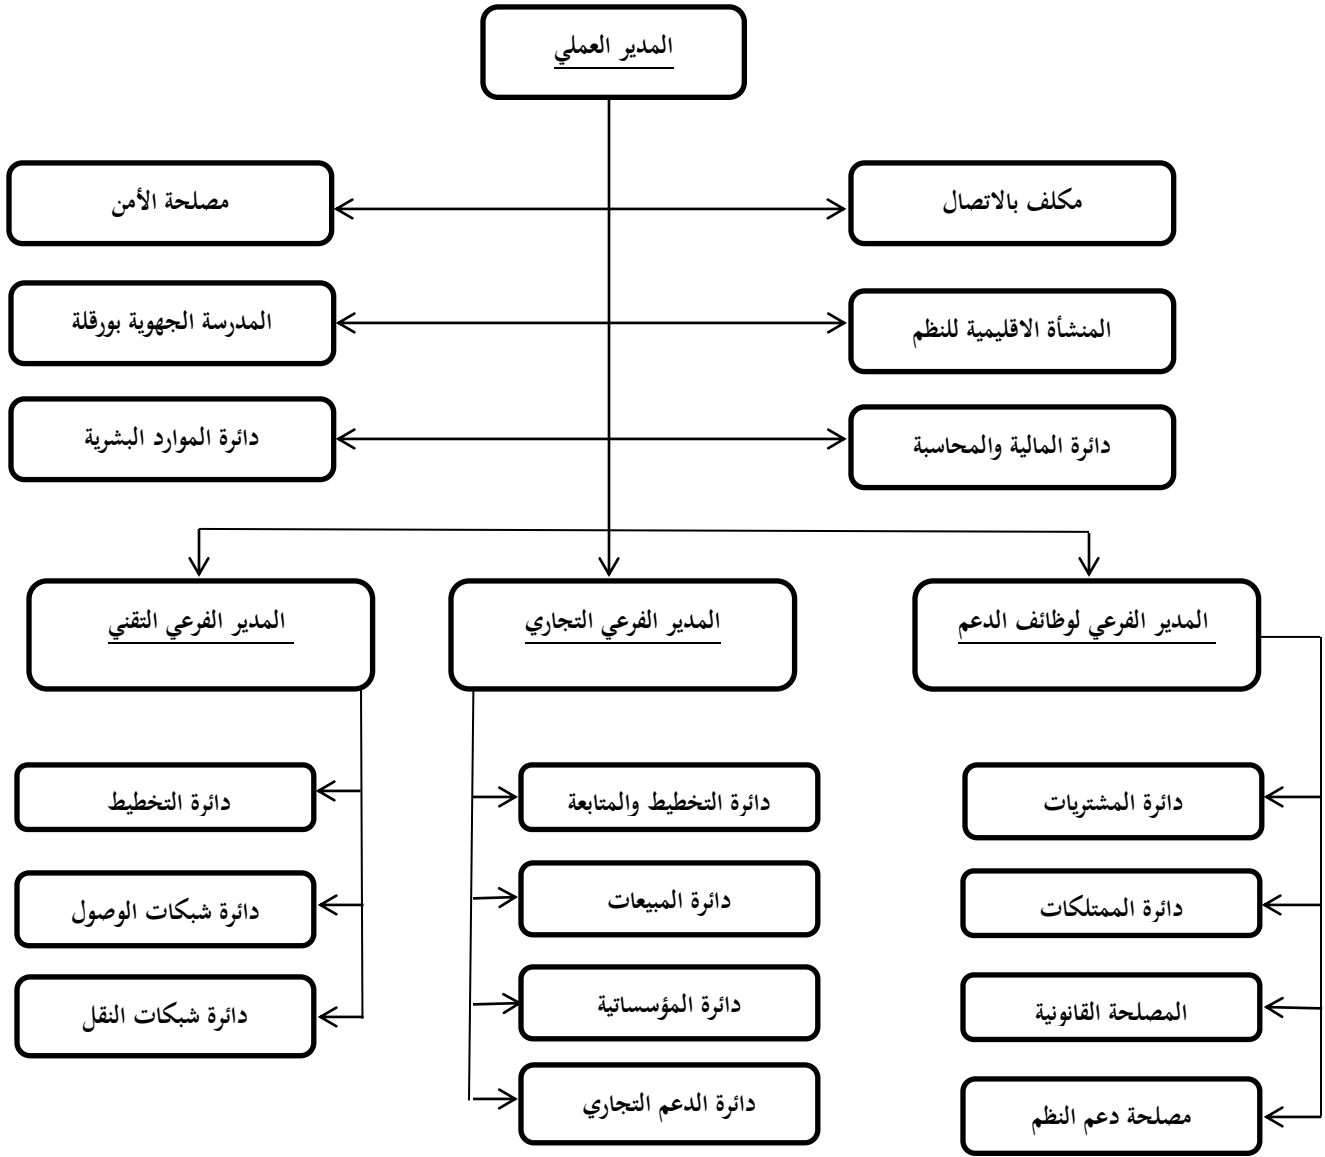 المدير العملي
مكلف بالاتصال
مصلحة الأمن
المنشأة الاقليمية للنظم
المدرسة الجهوية بورقلة
دائرة المالية والمحاسبة
دائرة الموارد البشرية
المدير الفرعي لوظائف الدعم
المدير الفرعي التجاري
المدير الفرعي التقني
دائرة المشتريات
دائرة التخطيط والمتابعة
دائرة التخطيط
دائرة الممتلكات
دائرة المبيعات
دائرة شبكات الوصول
المصلحة القانونية
دائرة المؤسساتية
دائرة شبكات النقل
مصلحة دعم النظم
دائرة الدعم التجاري